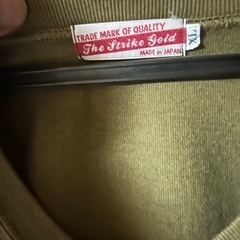 TRADE MARK OF QUALITY
The Strike Gold
MADE IN JAPAN
XL